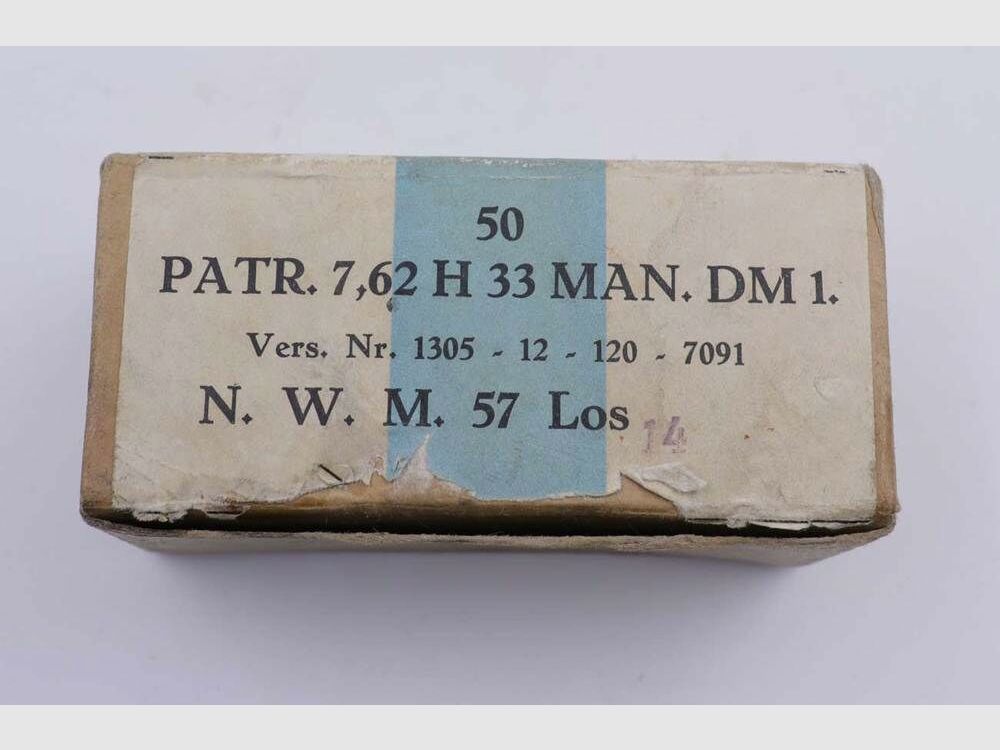 50
PATR. 7,62 H 33 MAN. DM 1.
Vers. Nr. 1305 - 12 - 120 - 7091
N. W. M. 57 Los 14